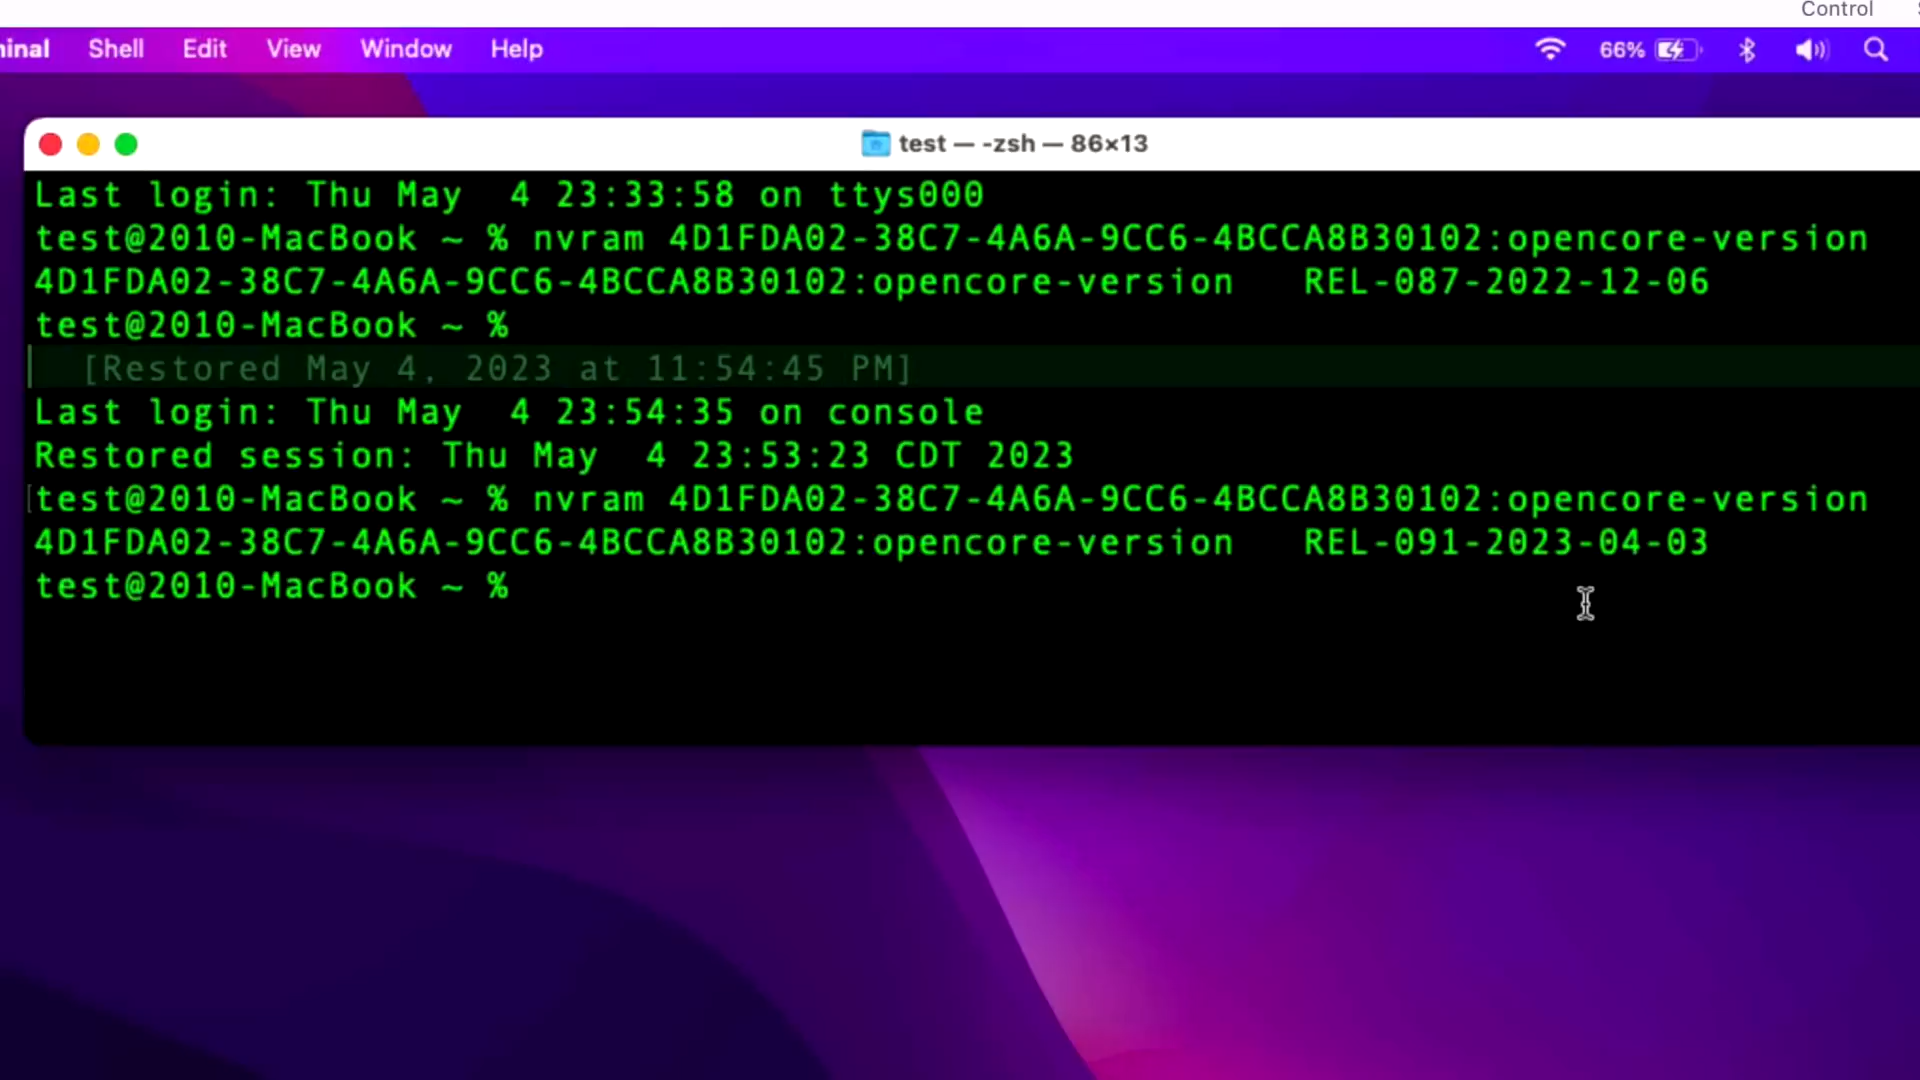 Control
Shell Edit View Window Help 66%
test — -zsh — 86×13
Last login: Thu May  4 23:33:58 on ttys000
test@2010-MacBook ~ % nvram 4D1FDA02-38C7-4A6A-9CC6-4BCCA8B30102:opencore-version
4D1FDA02-38C7-4A6A-9CC6-4BCCA8B30102:opencore-version   REL-087-2022-12-06
test@2010-MacBook ~ %
[Restored May 4, 2023 at 11:54:45 PM]
Last login: Thu May  4 23:54:35 on console
Restored session: Thu May  4 23:53:23 CDT 2023
[test@2010-MacBook ~ % nvram 4D1FDA02-38C7-4A6A-9CC6-4BCCA8B30102:opencore-version
4D1FDA02-38C7-4A6A-9CC6-4BCCA8B30102:opencore-version   REL-091-2023-04-03
test@2010-MacBook ~ %